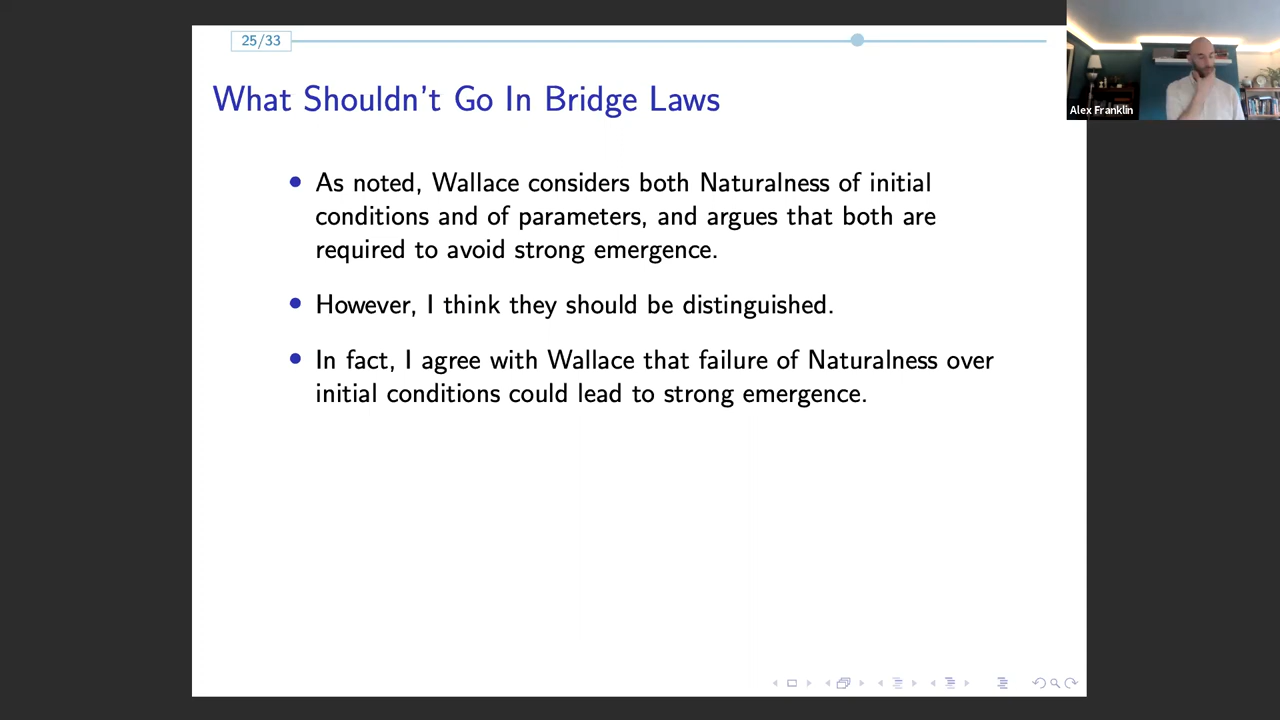 25/33
Alex Franklin
What Shouldn't Go In Bridge Laws
As noted, Wallace considers both Naturalness of initial
conditions and of parameters, and argues that both are
required to avoid strong emergence.
However, I think they should be distinguished.
In fact, I agree with Wallace that failure of Naturalness over
initial conditions could lead to strong emergence.